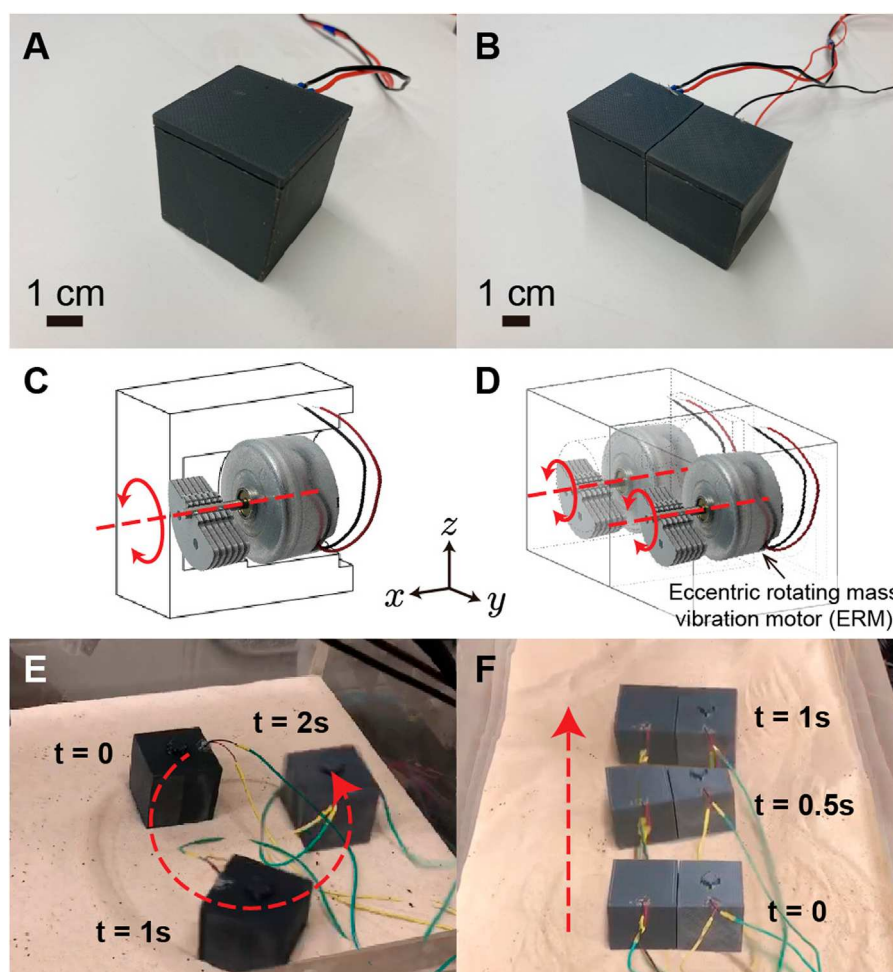 A
1 cm
B
1 cm
C
D
z
x
y
Eccentric rotating mass
vibration motor (ERM)
E
t = 0
t = 2s
t = 1s
F
t = 1s
t = 0.5s
t = 0